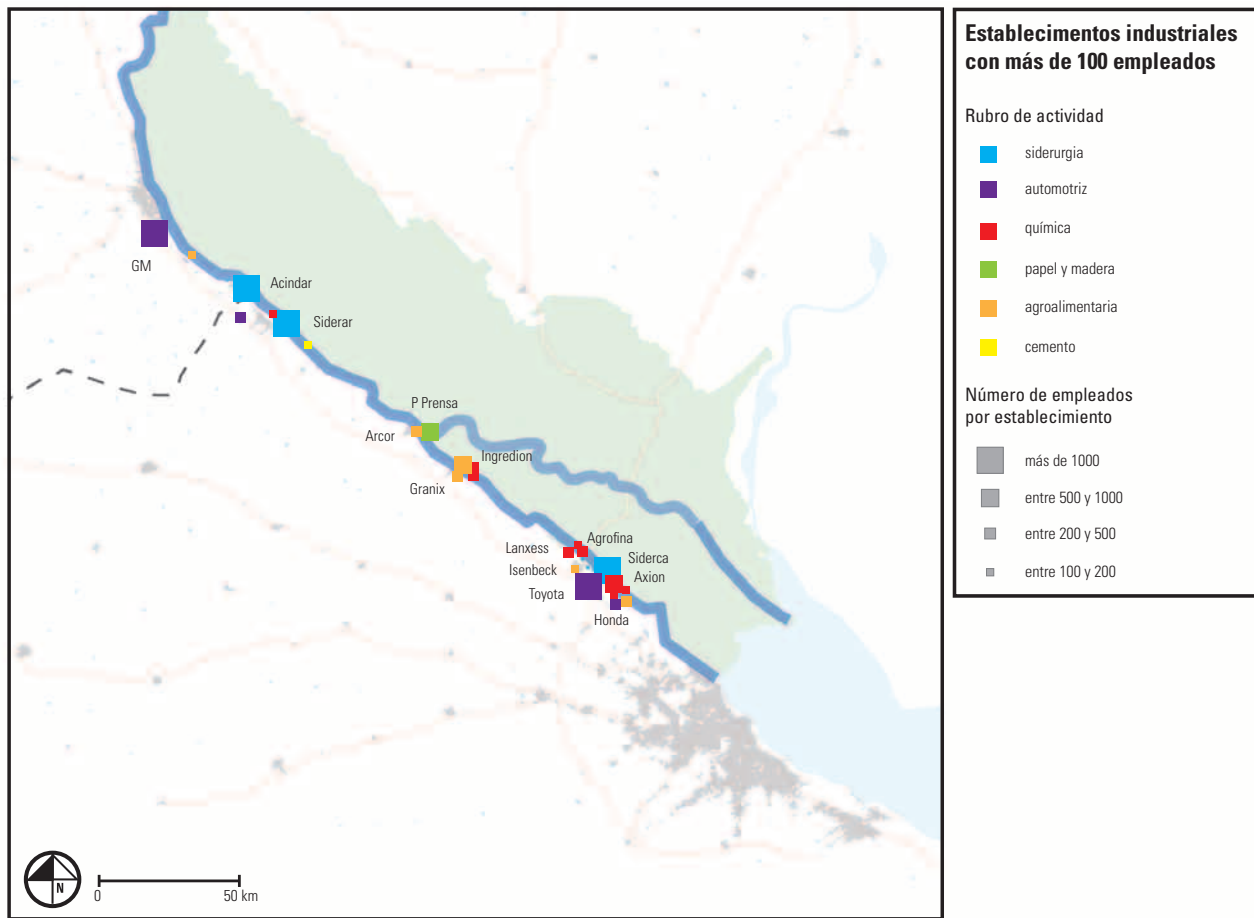 GM
Acindar
Siderar
P Prensa
Arcor
Ingredion
Granix
Agrofina
Lanxess
Siderca
Isenbeck
Axion
Toyota
Honda
N
0
50 km
Establecimentos industriales
con más de 100 empleados
Rubro de actividad
siderurgia
automotriz
química
papel y madera
agroalimentaria
cemento
Número de empleados
por establecimiento
más de 1000
entre 500 y 1000
entre 200 y 500
entre 100 y 200